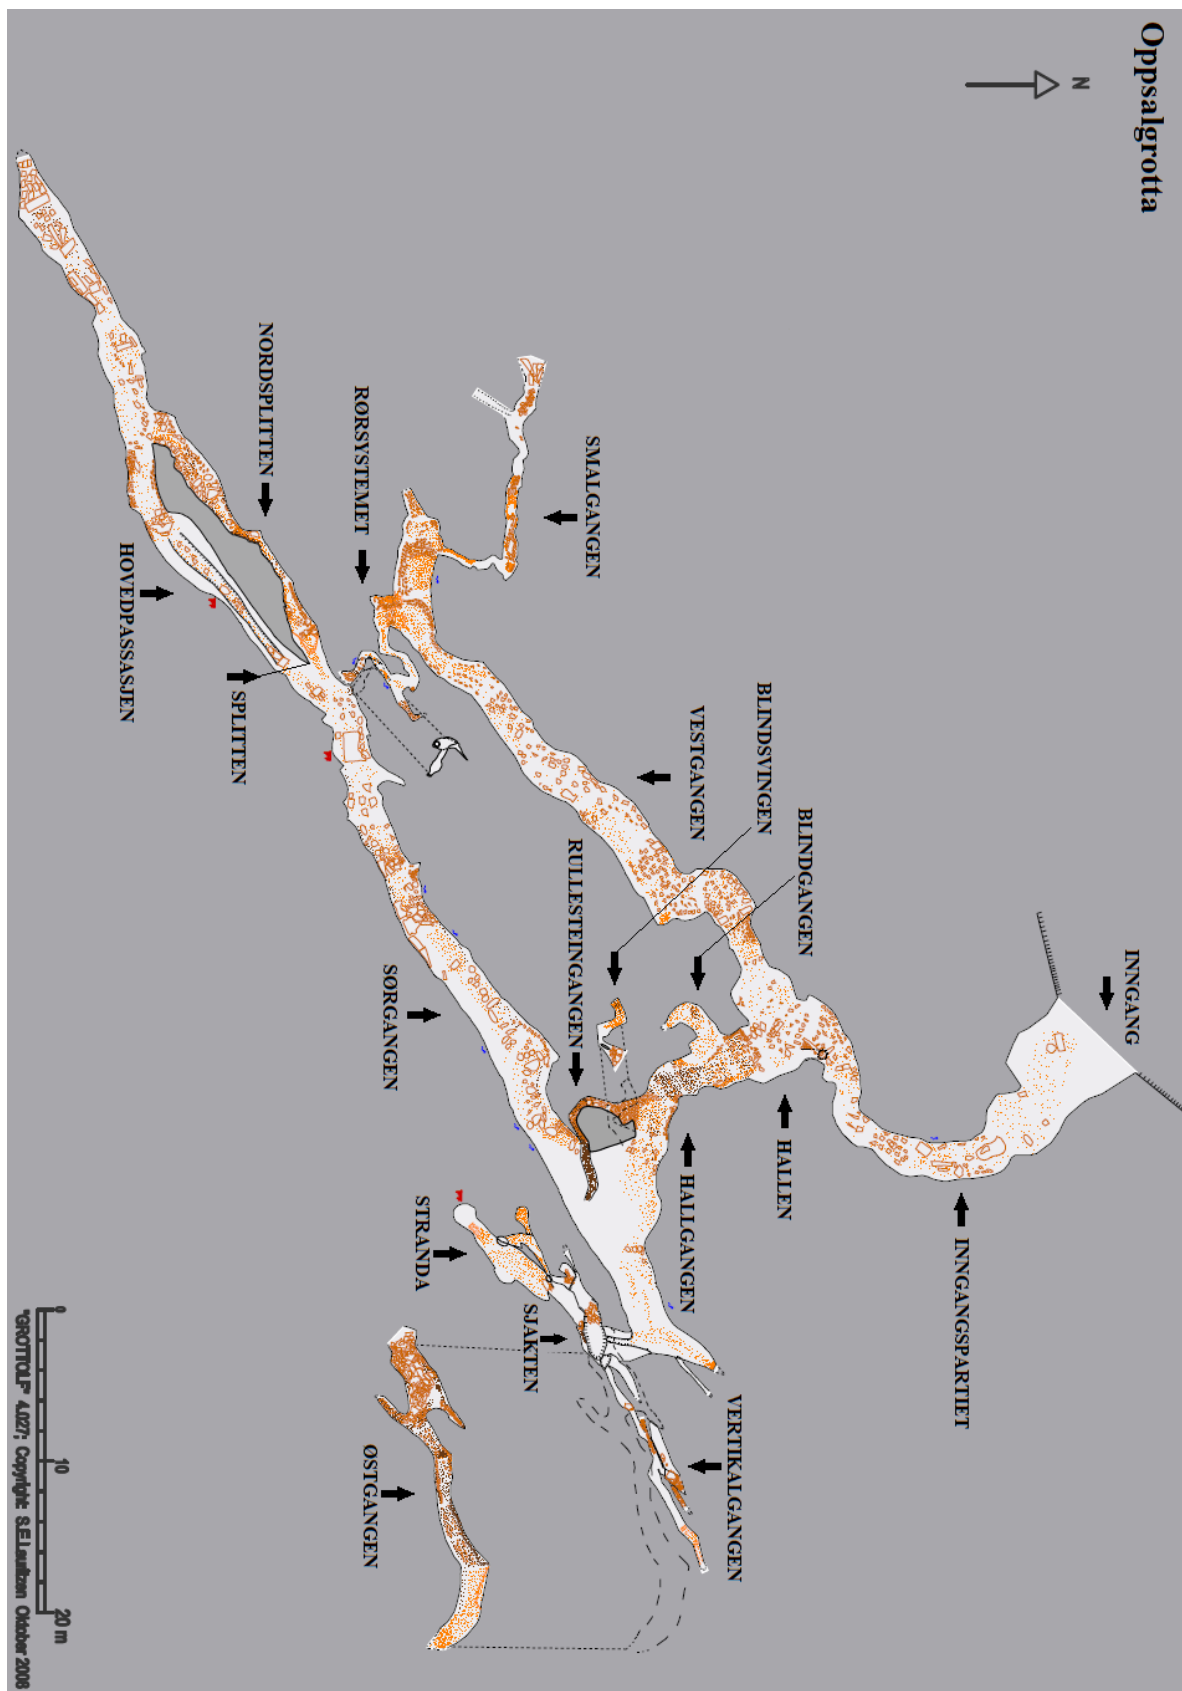 Oppsalgrotta
N
INNGANG
INNGANGSPARTIET
BLINDGANGEN
HALLEN
BLINDSVINGEN
VERTIKALGANGEN
VESTGANGEN
HALLGANGEN
SMALGANGEN
RULLESTEINGANGEN
SJAKTEN
STRANDA
RØRSYSTEMET
SØRGANGEN
ØSTGANGEN
NORDSPLITTEN
SPLITTEN
HOVEDPASSASJEN
0
10
20 m
"GROTTOLF" 4.027; Copyright: S.E.Lauritzen Oktober 2008